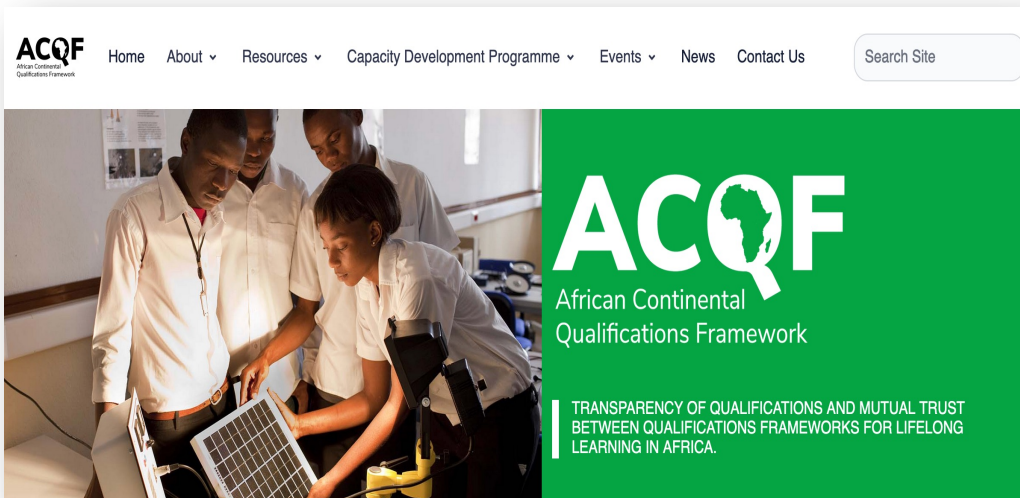 ACQF
African Continental
Qualifications Framework
Home
About
Resources
Capacity Development Programme
Events
News
Contact Us
Search Site
ACQF
African Continental
Qualifications Framework
TRANSPARENCY OF QUALIFICATIONS AND MUTUAL TRUST
BETWEEN QUALIFICATIONS FRAMEWORKS FOR LIFELONG
LEARNING IN AFRICA.